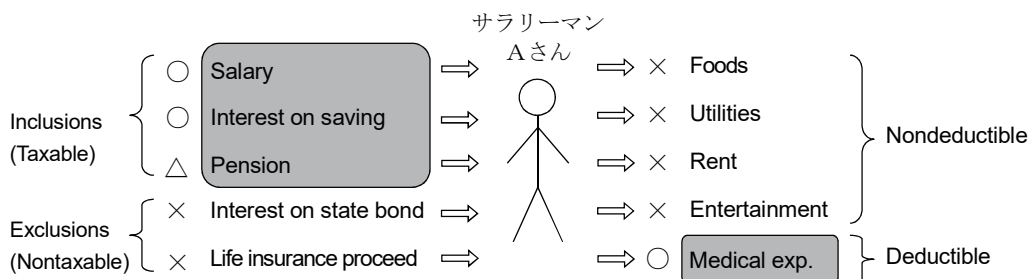 サラリーマン
Aさん
Inclusions
(Taxable)
○ Salary
○ Interest on saving
△ Pension
Exclusions
(Nontaxable)
× Interest on state bond
× Life insurance proceed
× Foods
× Utilities
× Rent
× Entertainment
Nondeductible
○ Medical exp.
Deductible